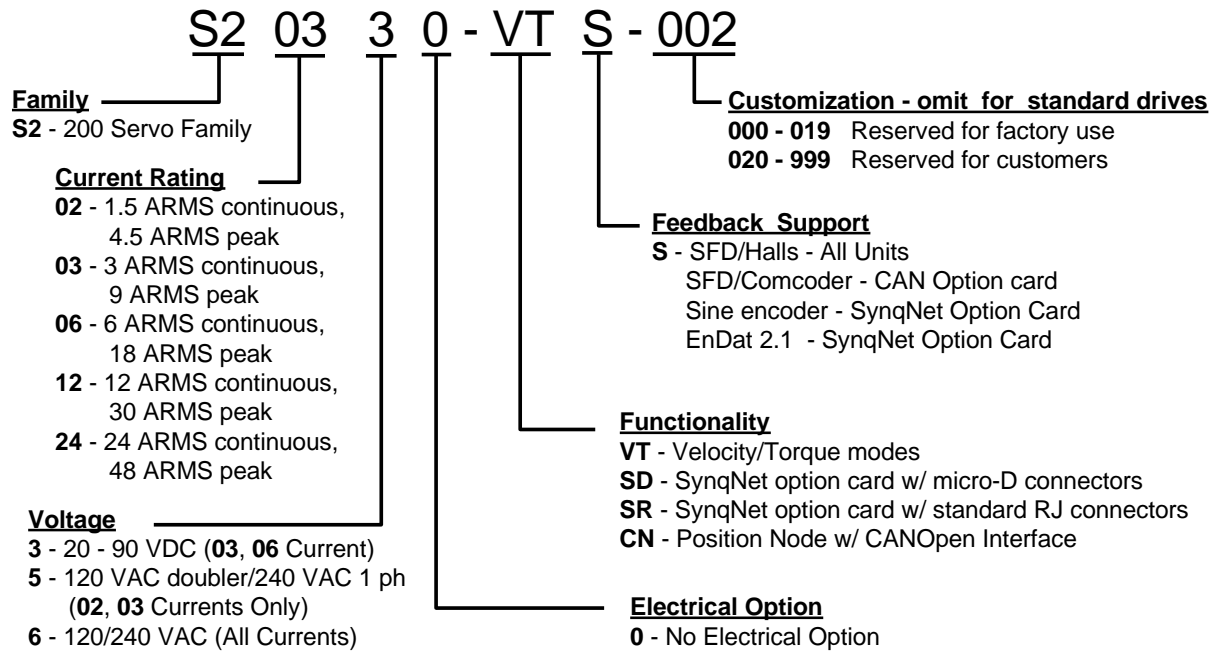 S2 03 3 0 - VT S - 002
Family
S2 - 200 Servo Family
Current Rating
02 - 1.5 ARMS continuous,
4.5 ARMS peak
03 - 3 ARMS continuous,
9 ARMS peak
06 - 6 ARMS continuous,
18 ARMS peak
12 - 12 ARMS continuous,
30 ARMS peak
24 - 24 ARMS continuous,
48 ARMS peak
Voltage
3 - 20 - 90 VDC (03, 06 Current)
5 - 120 VAC doubler/240 VAC 1 ph
(02, 03 Currents Only)
6 - 120/240 VAC (All Currents)
Customization - omit for standard drives
000 - 019 Reserved for factory use
020 - 999 Reserved for customers
Feedback Support
S - SFD/Halls - All Units
SFD/Comcoder - CAN Option card
Sine encoder - SynqNet Option Card
EnDat 2.1 - SynqNet Option Card
Functionality
VT - Velocity/Torque modes
SD - SynqNet option card w/ micro-D connectors
SR - SynqNet option card w/ standard RJ connectors
CN - Position Node w/ CANOpen Interface
Electrical Option
0 - No Electrical Option